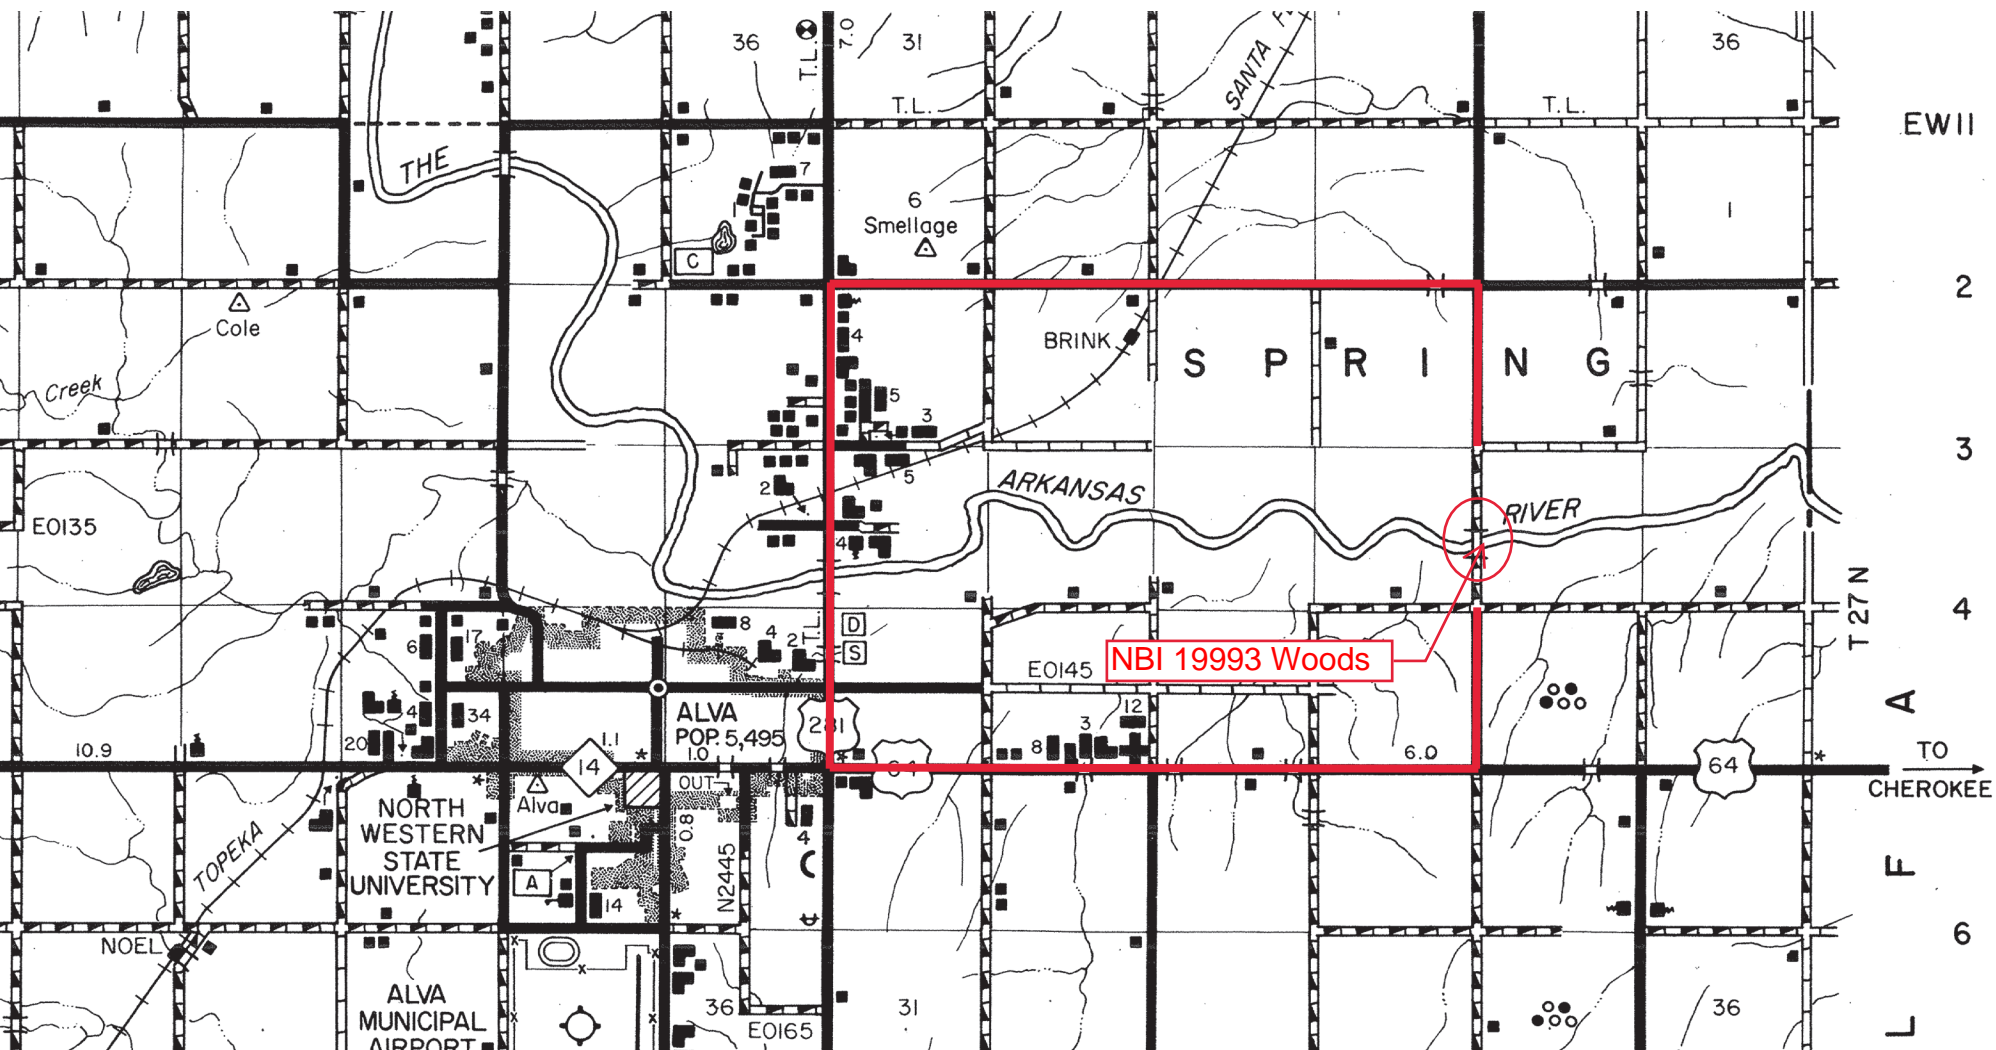 36
T.L.
7.0
31
SANTA
36
T.L.
T.L.
EW11
THE
7
6
Smellage
1
C
2
Cole
4
BRINK
SPRING
Creek
5
3
3
5
2
ARKANSAS
RIVER
E0135
4
T 27 N
4
8
4
2
T.L.
D
S
17
6
NBI 19993 Woods
E0145
ALVA
POP. 5,495
281
34
4
20
12
3
8
10.9
1.1
1.0
6.0
64
64
A
TO
CHEROKEE
14
OUT
Alva
NORTH
WESTERN
STATE
UNIVERSITY
0.8
N2445
4
TOPEKA
A
14
F
NOEL
6
ALVA
MUNICIPAL
AIRPORT
36
E0165
31
36
L